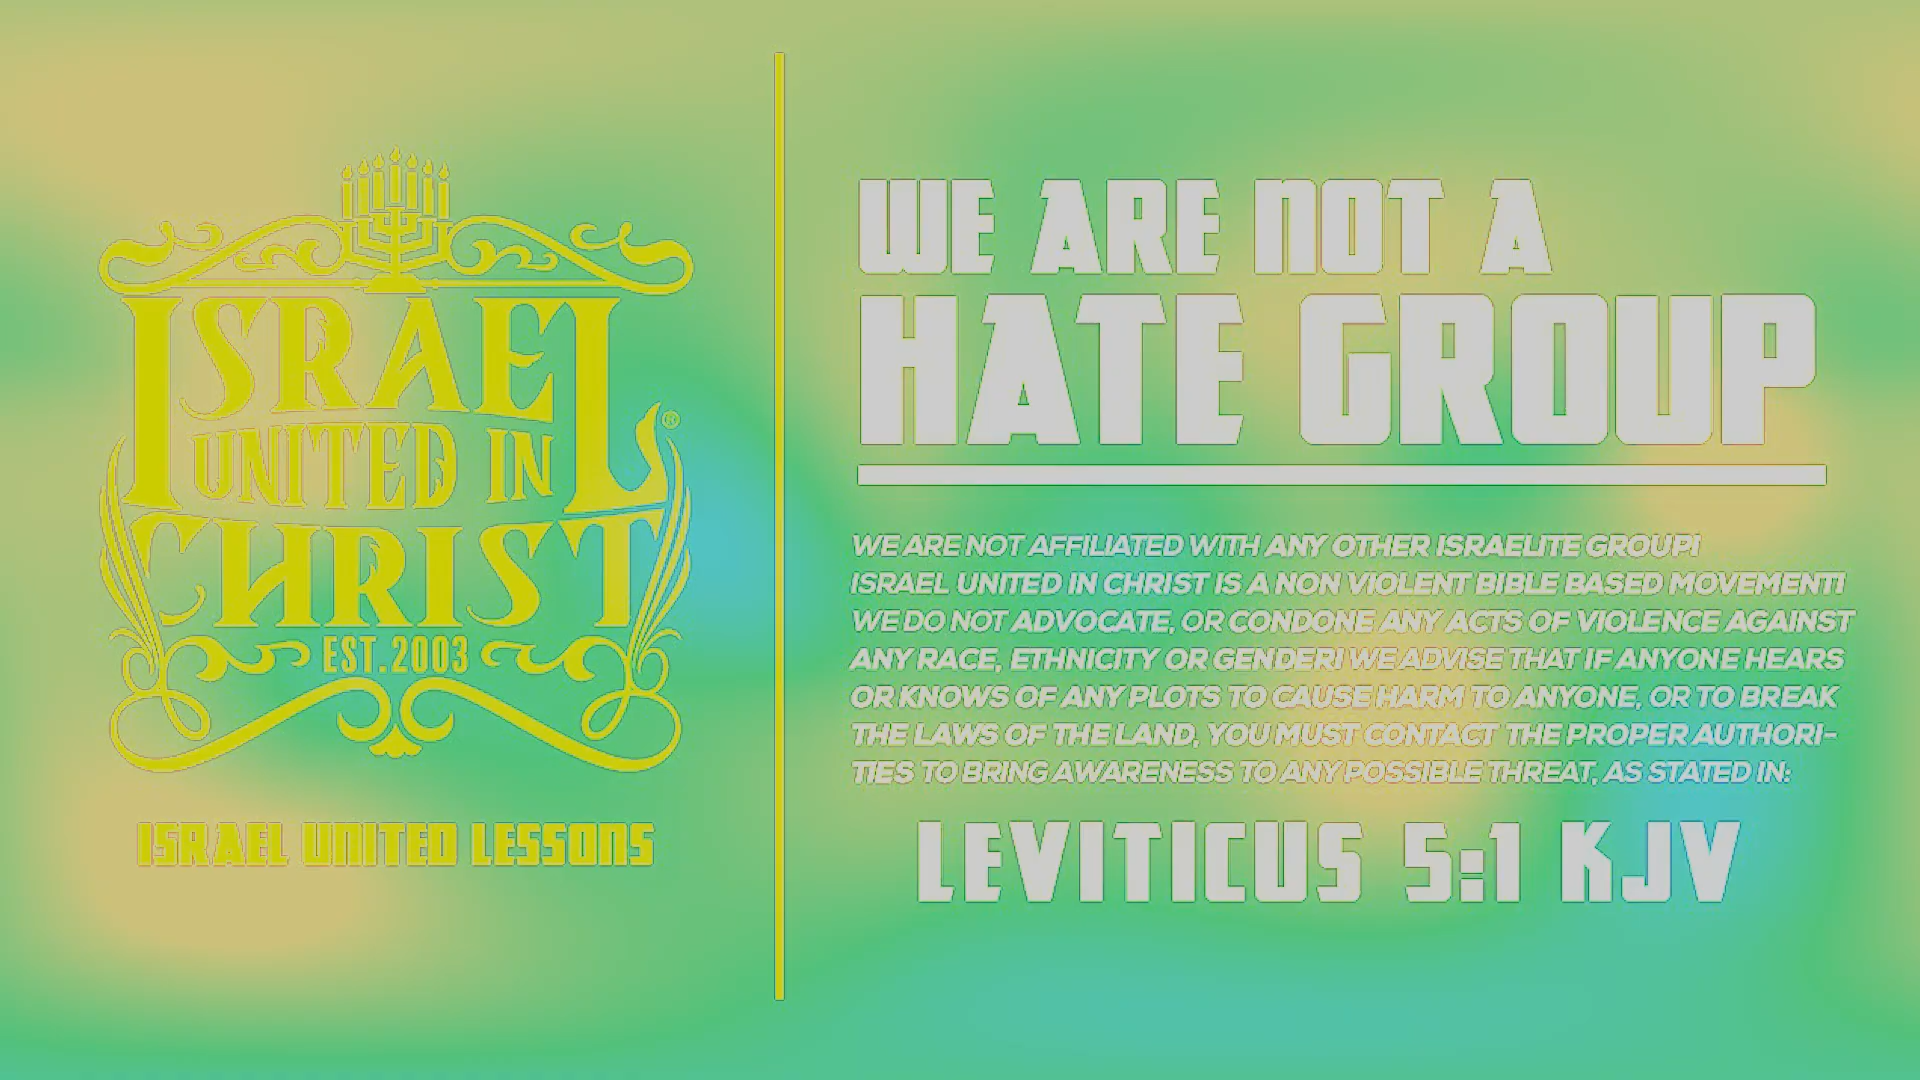 ISRAEL
UNITED IN
CHRIST
®
EST. 2003
ISRAEL UNITED LESSONS
WE ARE NOT A
HATE GROUP
WE ARE NOT AFFILIATED WITH ANY OTHER ISRAELITE GROUP!
ISRAEL UNITED IN CHRIST IS A NON VIOLENT BIBLE BASED MOVEMENT!
WE DO NOT ADVOCATE, OR CONDONE ANY ACTS OF VIOLENCE AGAINST
ANY RACE, ETHNICITY OR GENDER! WE ADVISE THAT IF ANYONE HEARS
OR KNOWS OF ANY PLOTS TO CAUSE HARM TO ANYONE, OR TO BREAK
THE LAWS OF THE LAND, YOU MUST CONTACT THE PROPER AUTHORI-
TIES TO BRING AWARENESS TO ANY POSSIBLE THREAT, AS STATED IN:
LEVITICUS 5:1 KJV